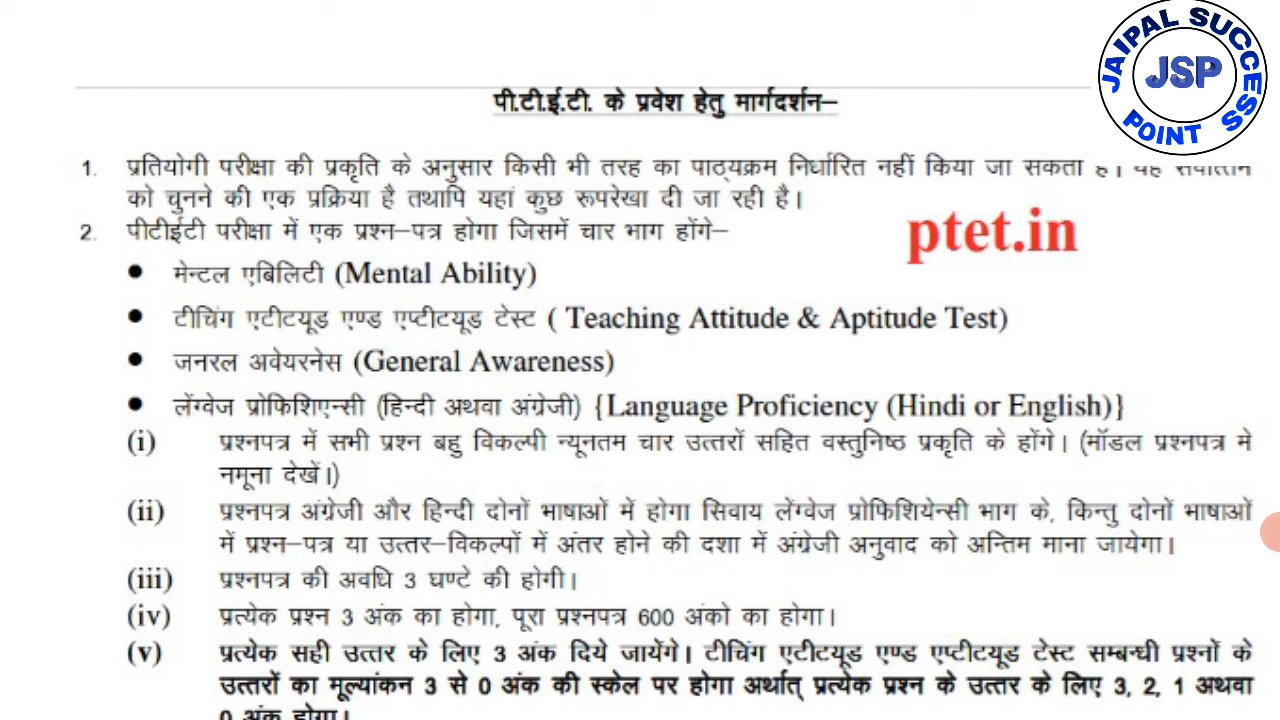 JAIPAL SUCCESS
JSP
POINT
पी.टी.ई.टी. के प्रवेश हेतु मार्गदर्शन–
1. प्रतियोगी परीक्षा की प्रकृति के अनुसार किसी भी तरह का पाठ्यक्रम निर्धारित नहीं किया जा सकता है। यह सर्वोत्तम
को चुनने की एक प्रक्रिया है तथापि यहां कुछ रूपरेखा दी जा रही है।
2. पीटीईटी परीक्षा में एक प्रश्न–पत्र होगा जिसमें चार भाग होंगे–
ptet.in
● मेन्टल एबिलिटी (Mental Ability)
● टीचिंग एटीटयूड एण्ड एप्टीटयूड टेस्ट ( Teaching Attitude & Aptitude Test)
● जनरल अवेयरनेस (General Awareness)
● लेंग्वेज प्रोफिशिएन्सी (हिन्दी अथवा अंग्रेजी) {Language Proficiency (Hindi or English)}
(i) प्रश्नपत्र में सभी प्रश्न बहु विकल्पी न्यूनतम चार उत्तरों सहित वस्तुनिष्ठ प्रकृति के होंगे। (मॉडल प्रश्नपत्र मे
नमूना देखें।)
(ii) प्रश्नपत्र अंग्रेजी और हिन्दी दोनों भाषाओं में होगा सिवाय लेंग्वेज प्रोफिशियेन्सी भाग के, किन्तु दोनों भाषाओं
में प्रश्न–पत्र या उत्तर–विकल्पों में अंतर होने की दशा में अंग्रेजी अनुवाद को अन्तिम माना जायेगा।
(iii) प्रश्नपत्र की अवधि 3 घण्टे की होगी।
(iv) प्रत्येक प्रश्न 3 अंक का होगा, पूरा प्रश्नपत्र 600 अंको का होगा।
(v) प्रत्येक सही उत्तर के लिए 3 अंक दिये जायेंगे। टीचिंग एटीटयूड एण्ड एप्टीटयूड टेस्ट सम्बन्धी प्रश्नों के
उत्तरों का मूल्यांकन 3 से 0 अंक की स्केल पर होगा अर्थात् प्रत्येक प्रश्न के उत्तर के लिए 3, 2, 1 अथवा
0 अंक होगा।